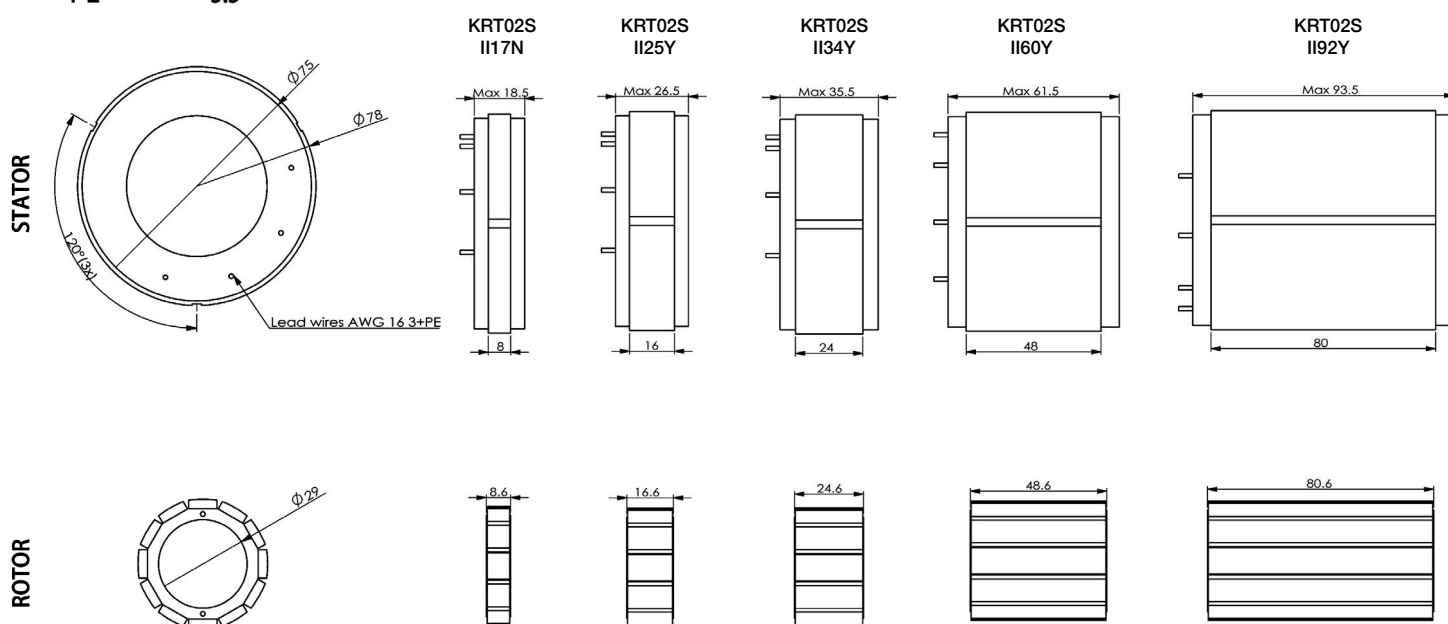 KRT02S
II17N
KRT02S
II25Y
KRT02S
II34Y
KRT02S
II60Y
KRT02S
II92Y
STATOR
Φ75
Φ78
120°(3x)
Lead wires AWG 16 3+PE
Max 18.5
Max 26.5
Max 35.5
Max 61.5
Max 93.5
8
16
24
48
80
ROTOR
Φ29
8.6
16.6
24.6
48.6
80.6